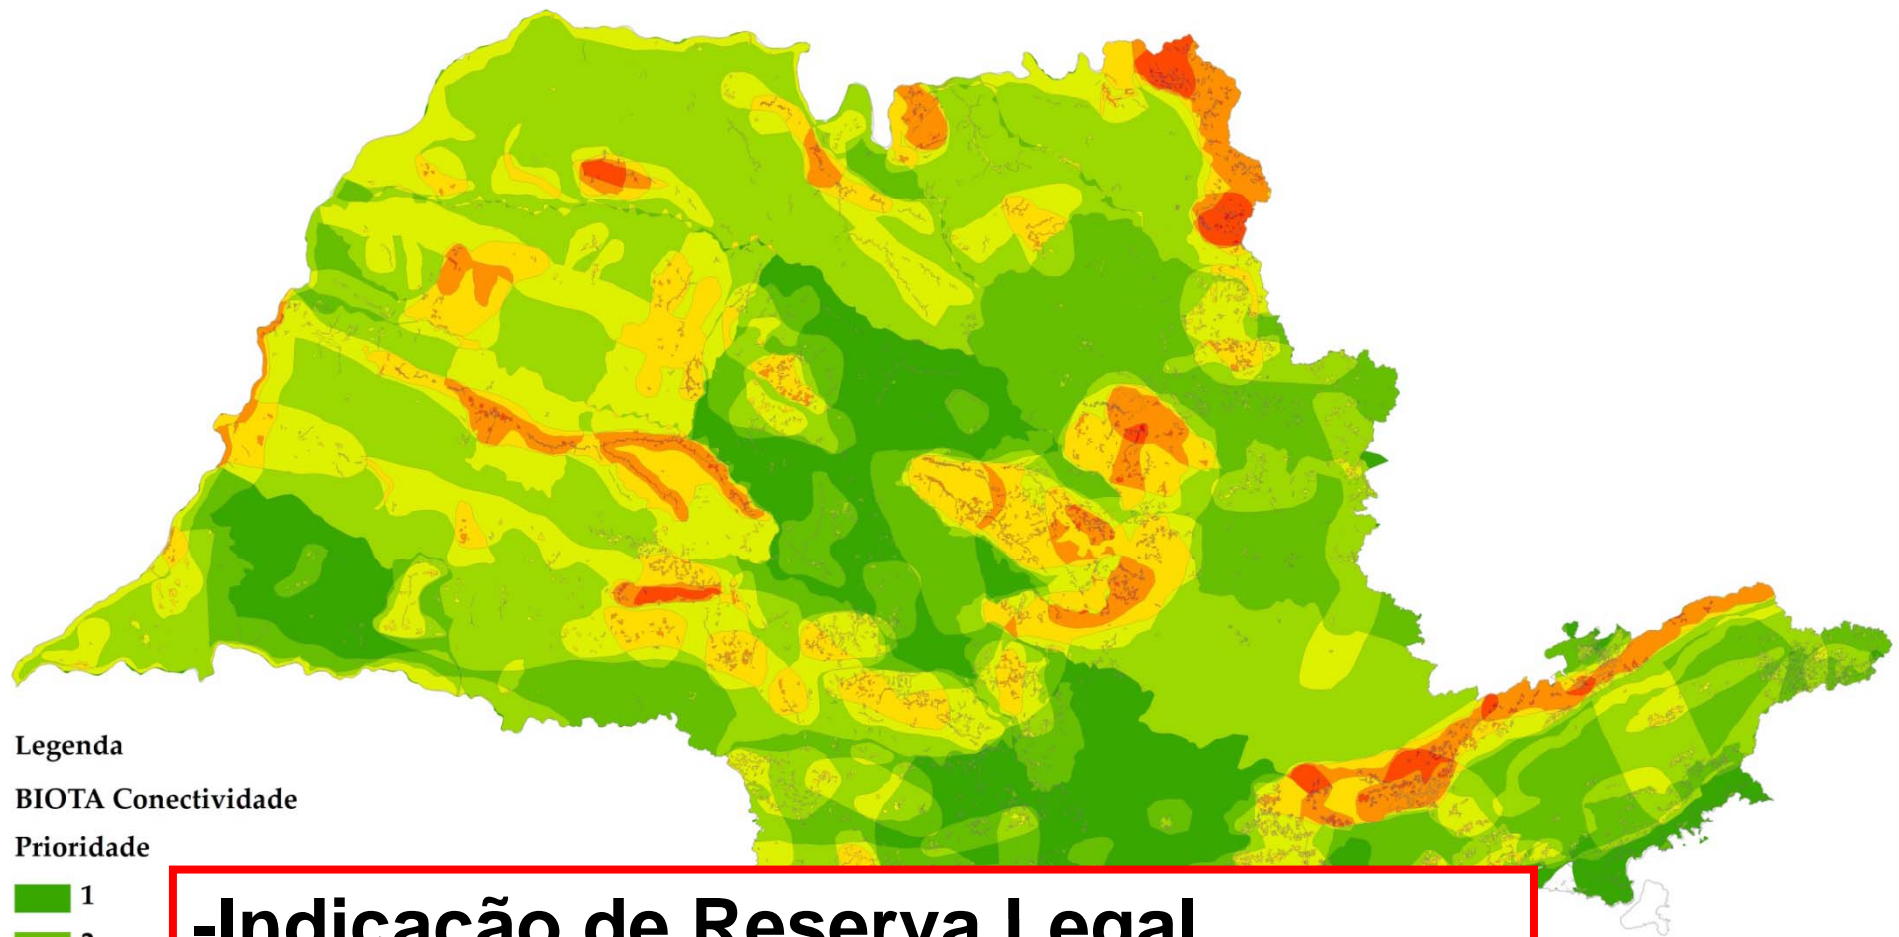 Legenda
BIOTA Conectividade
Prioridade
1
-Indicação de Reserva Legal